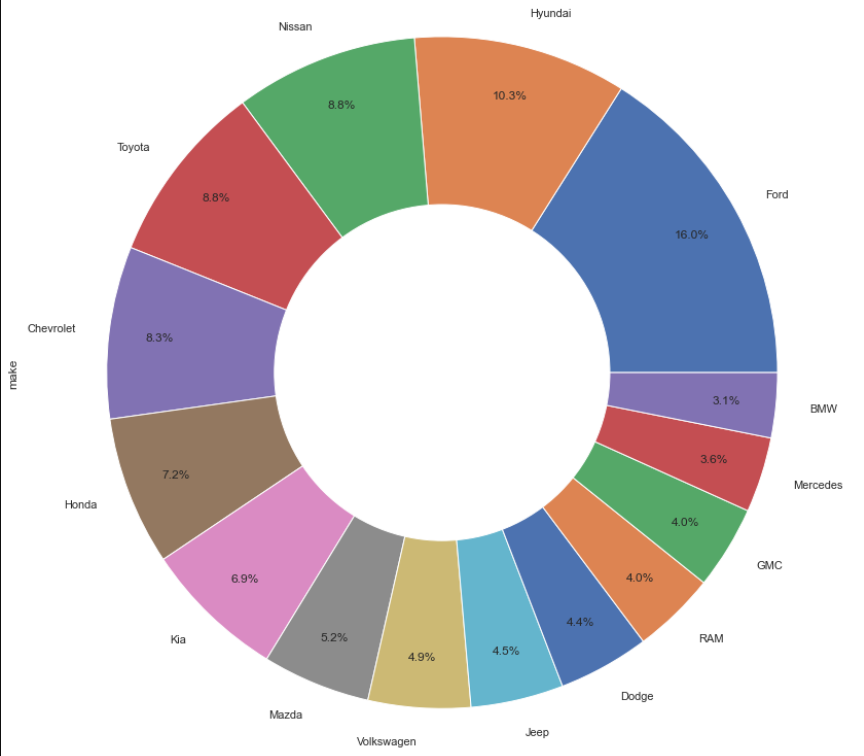 Hyundai
10.3%
Nissan
8.8%
Toyota
8.8%
Chevrolet
8.3%
make
Honda
7.2%
Kia
6.9%
Mazda
5.2%
Volkswagen
4.9%
Jeep
4.5%
Dodge
4.4%
RAM
4.0%
GMC
4.0%
Mercedes
3.6%
BMW
3.1%
Ford
16.0%